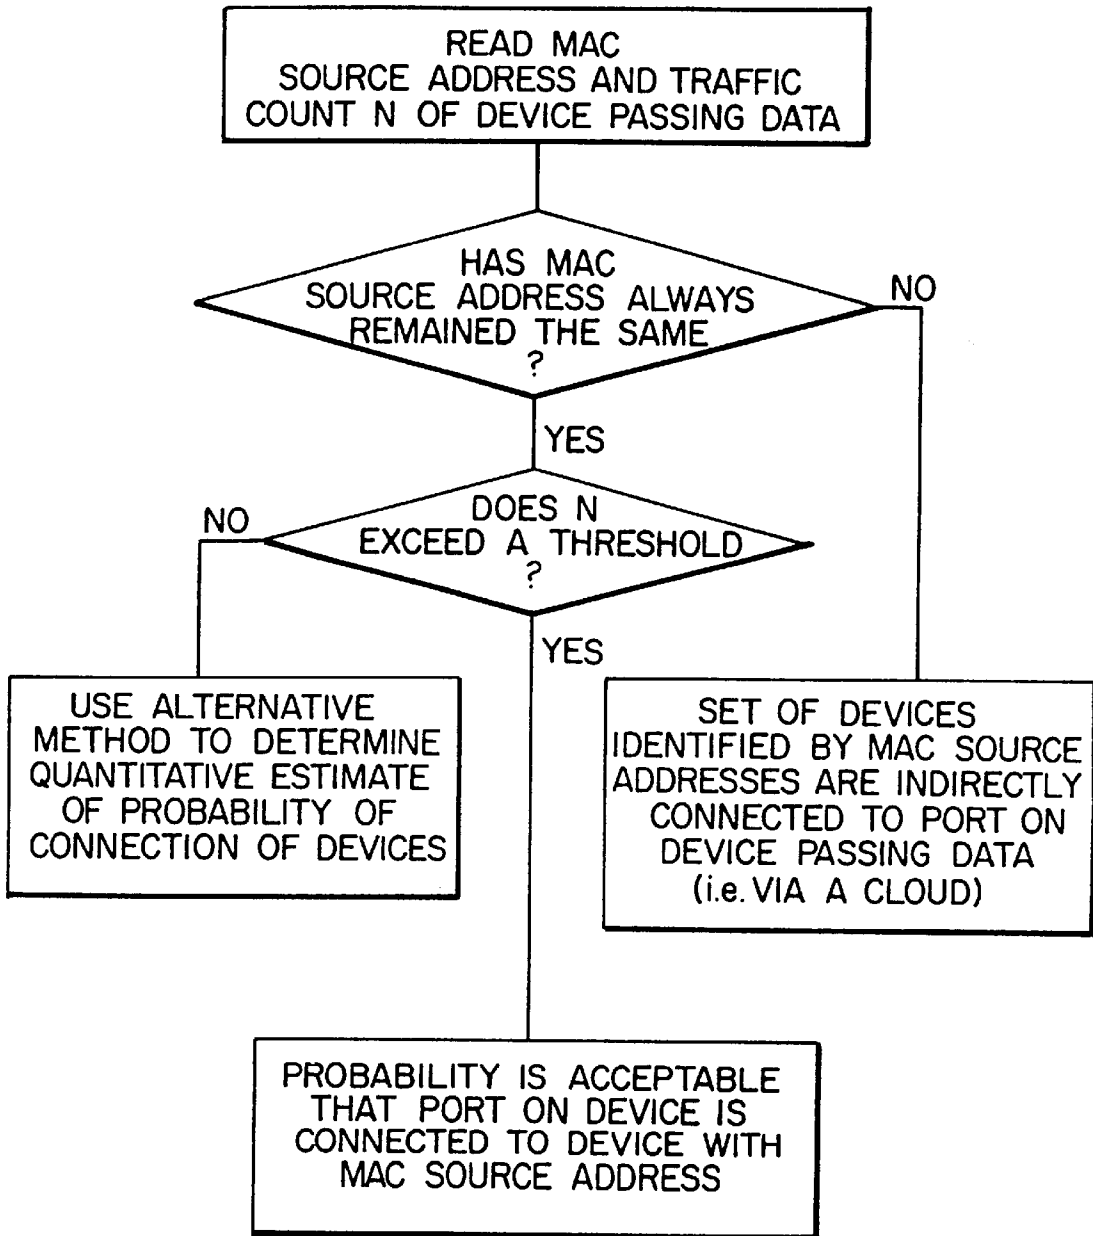 READ MAC
SOURCE ADDRESS AND TRAFFIC
COUNT N OF DEVICE PASSING DATA
HAS MAC
SOURCE ADDRESS ALWAYS
REMAINED THE SAME
?
NO
YES
DOES N
EXCEED A THRESHOLD
?
NO
YES
USE ALTERNATIVE
METHOD TO DETERMINE
QUANTITATIVE ESTIMATE
OF PROBABILITY OF
CONNECTION OF DEVICES
SET OF DEVICES
IDENTIFIED BY MAC SOURCE
ADDRESSES ARE INDIRECTLY
CONNECTED TO PORT ON
DEVICE PASSING DATA
(i.e. VIA A CLOUD)
PROBABILITY IS ACCEPTABLE
THAT PORT ON DEVICE IS
CONNECTED TO DEVICE WITH
MAC SOURCE ADDRESS